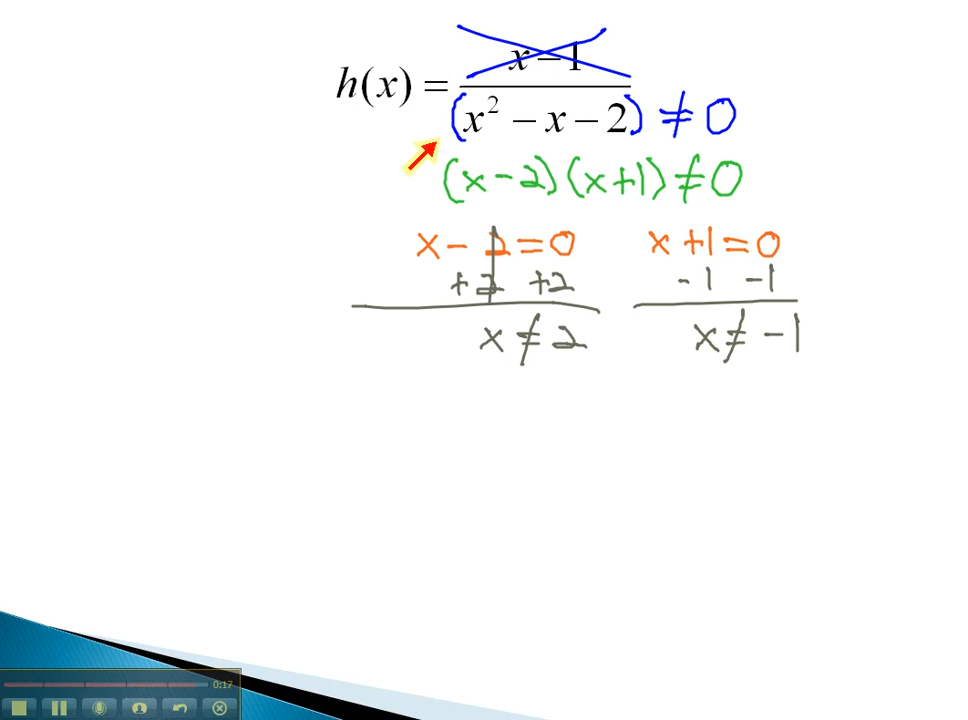 h(x) = x − 1
(x² − x − 2) ≠ 0
(x − 2) (x + 1) ≠ 0
x − 2 = 0 x + 1 = 0
+2 +2 −1 −1
x ≠ 2 x ≠ −1
0:17